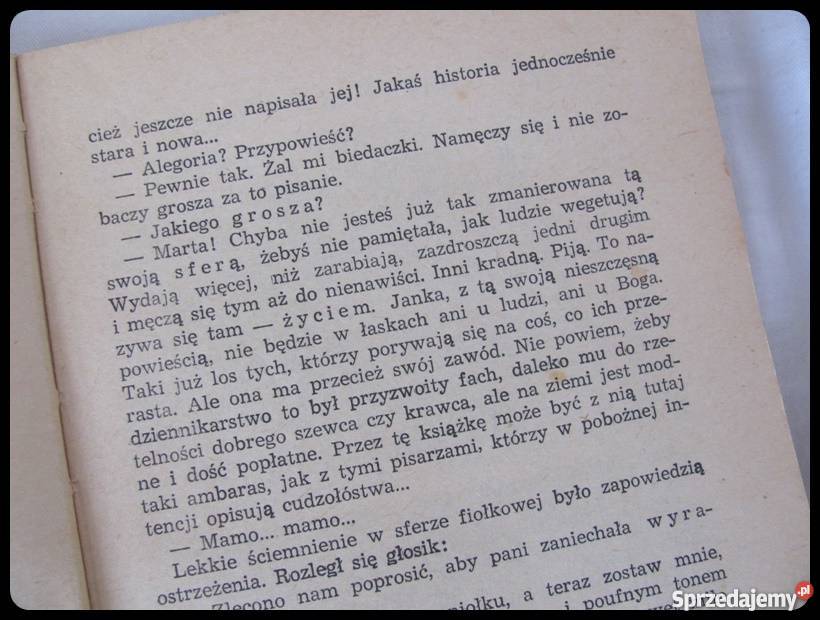 cież jeszcze nie napisała jej! Jakaś historia jednocześnie
stara i nowa...
— Alegoria? Przypowieść?
— Pewnie tak. Żal mi biedaczki. Namęczy się i nie zo-
baczy grosza za to pisanie.
— Jakiego grosza?
— Marta! Chyba nie jesteś już tak zmanierowana tą
swoją sferą, żebyś nie pamiętała, jak ludzie wegetują?
Wydają więcej, niż zarabiają, zazdroszczą jedni drugim
i męczą się tym aż do nienawiści. Inni kradną. Piją. To na-
zywa się tam — życiem. Janka, z tą swoją nieszczęsną
powieścią, nie będzie w łaskach ani u ludzi, ani u Boga.
Taki już los tych, którzy porywają się na coś, co ich prze-
rasta. Ale ona ma przecież swój zawód. Nie powiem, żeby
dziennikarstwo to był przyzwoity fach, daleko mu do rze-
telności dobrego szewca czy krawca, ale na ziemi jest mod-
ne i dość popłatne. Przez tę książkę może być z nią tutaj
taki ambaras, jak z tymi pisarzami, którzy w pobożnej in-
tencji opisują cudzołóstwa...
— Mamo... mamo...
Lekkie ściemnienie w sferze fiołkowej było zapowiedzią
ostrzeżenia. Rozległ się głosik:
Zlecono nam poprosić, aby pani zaniechała wyra-
, a teraz zostaw mnie,
i poufnym tonem
Sprzedajemy.pl